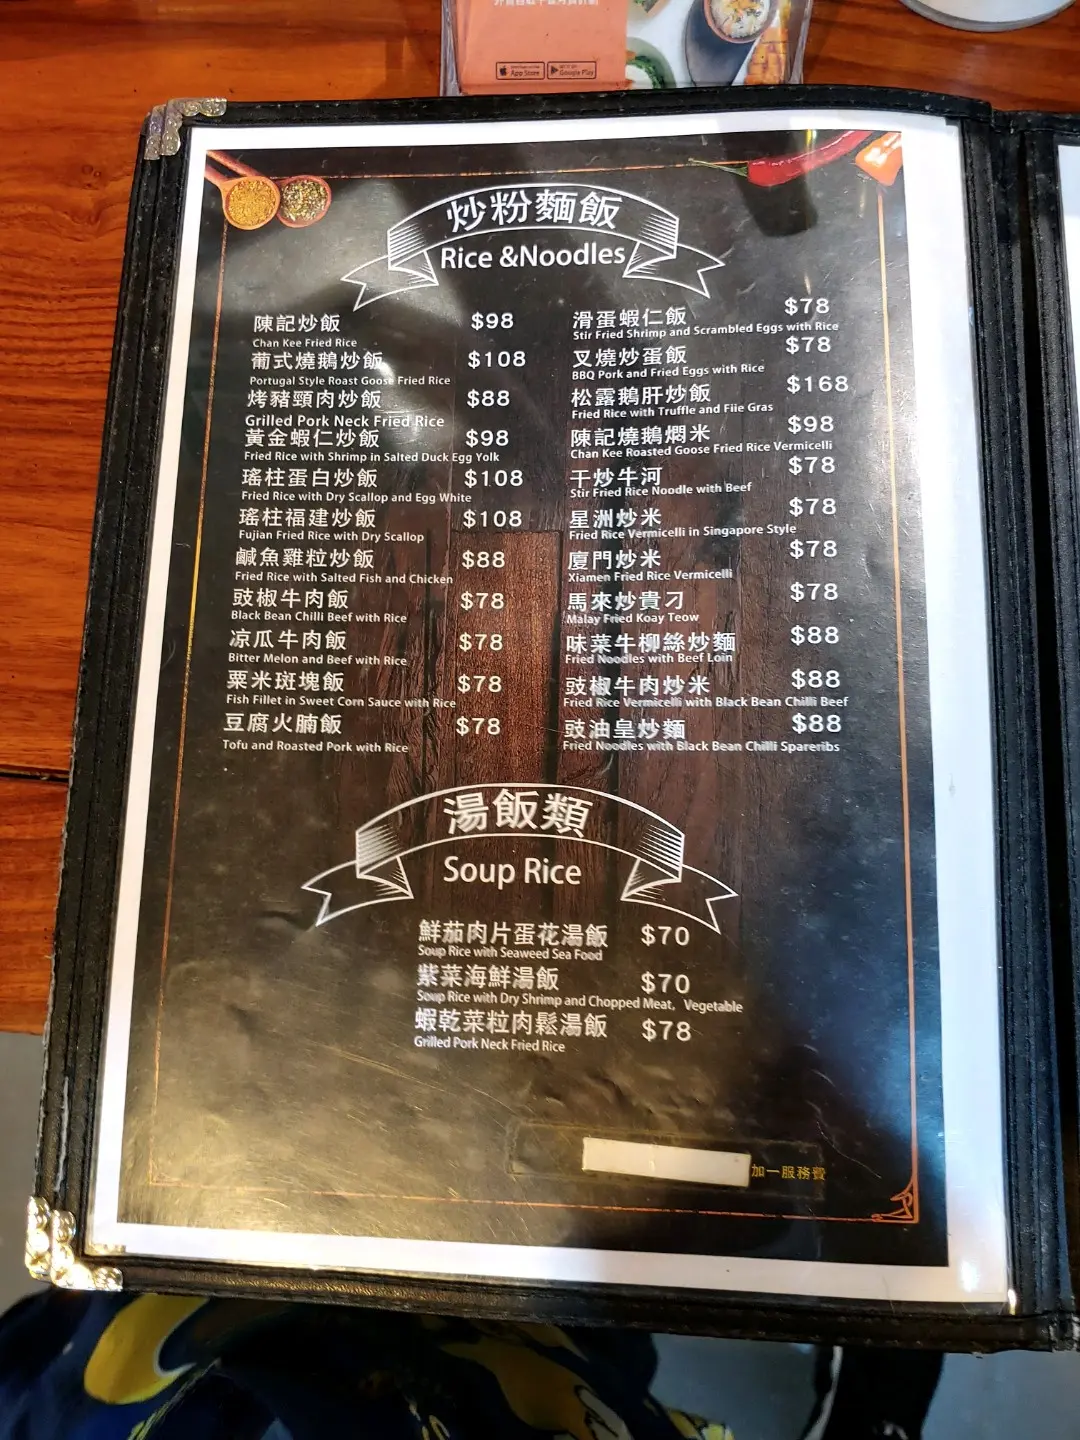 App Store
Google Play
炒粉麵飯
Rice &Noodles
陳記炒飯 $98
Chan Kee Fried Rice
葡式燒鵝炒飯 $108
Portugal Style Roast Goose Fried Rice
烤豬頸肉炒飯 $88
Grilled Pork Neck Fried Rice
黃金蝦仁炒飯 $98
Fried Rice with Shrimp in Salted Duck Egg Yolk
瑤柱蛋白炒飯 $108
Fried Rice with Dry Scallop and Egg White
瑤柱福建炒飯 $108
Fujian Fried Rice with Dry Scallop
鹹魚雞粒炒飯 $88
Fried Rice with Salted Fish and Chicken
豉椒牛肉飯 $78
Black Bean Chilli Beef with Rice
凉瓜牛肉飯 $78
Bitter Melon and Beef with Rice
粟米斑塊飯 $78
Fish Fillet in Sweet Corn Sauce with Rice
豆腐火腩飯 $78
Tofu and Roasted Pork with Rice
滑蛋蝦仁飯 $78
Stir Fried Shrimp and Scrambled Eggs with Rice
叉燒炒蛋飯 $78
BBQ Pork and Fried Eggs with Rice
松露鵝肝炒飯 $168
Fried Rice with Truffle and Fiie Gras
陳記燒鵝燜米 $98
Chan Kee Roasted Goose Fried Rice Vermicelli
干炒牛河 $78
Stir Fried Rice Noodle with Beef
星洲炒米 $78
Fried Rice Vermicelli in Singapore Style
廈門炒米 $78
Xiamen Fried Rice Vermicelli
馬來炒貴刁 $78
Malay Fried Koay Teow
味菜牛柳絲炒麵 $88
Fried Noodles with Beef Loin
豉椒牛肉炒米 $88
Fried Rice Vermicelli with Black Bean Chilli Beef
豉油皇炒麵 $88
Fried Noodles with Black Bean Chilli Spareribs
湯飯類
Soup Rice
鮮茄肉片蛋花湯飯 $70
Soup Rice with Seaweed Sea Food
紫菜海鮮湯飯 $70
Soup Rice with Dry Shrimp and Chopped Meat, Vegetable
蝦乾菜粒肉鬆湯飯 $78
Grilled Pork Neck Fried Rice
加一服務費